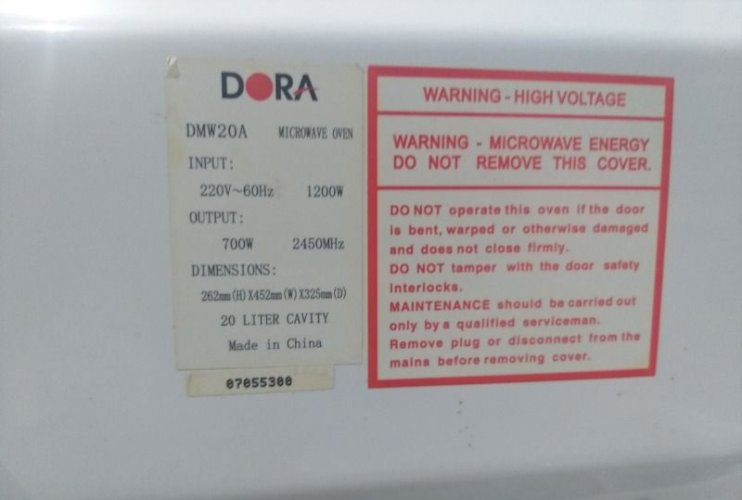 DORA
DMW20A MICROWAVE OVEN
INPUT:
220V~60Hz 1200W
OUTPUT:
700W 2450MHz
DIMENSIONS:
262mm(H)X452mm(W)X325mm(D)
20 LITER CAVITY
Made in China
07055300
WARNING - HIGH VOLTAGE
WARNING - MICROWAVE ENERGY
DO NOT REMOVE THIS COVER.
DO NOT operate this oven if the door
is bent, warped or otherwise damaged
and does not close firmly.
DO NOT tamper with the door safety
interlocks.
MAINTENANCE should be carried out
only by a qualified serviceman.
Remove plug or disconnect from the
mains before removing cover.